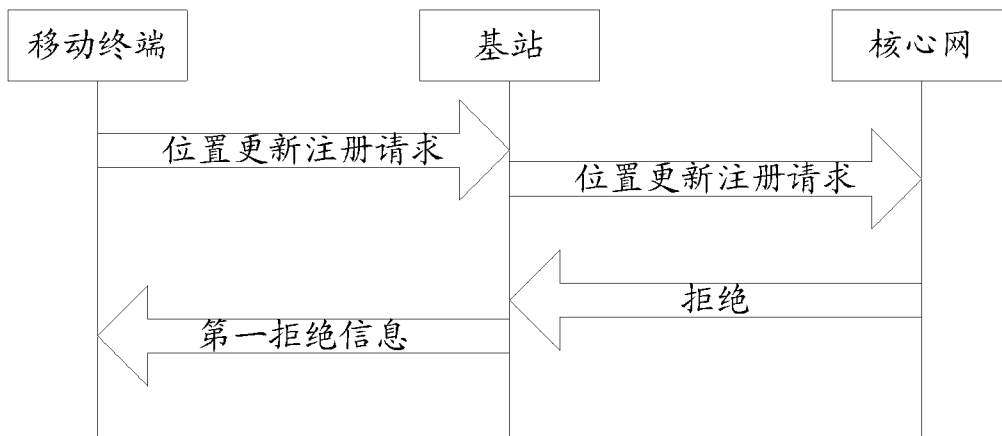 移动终端
基站
核心网
位置更新注册请求
位置更新注册请求
拒绝
第一拒绝信息